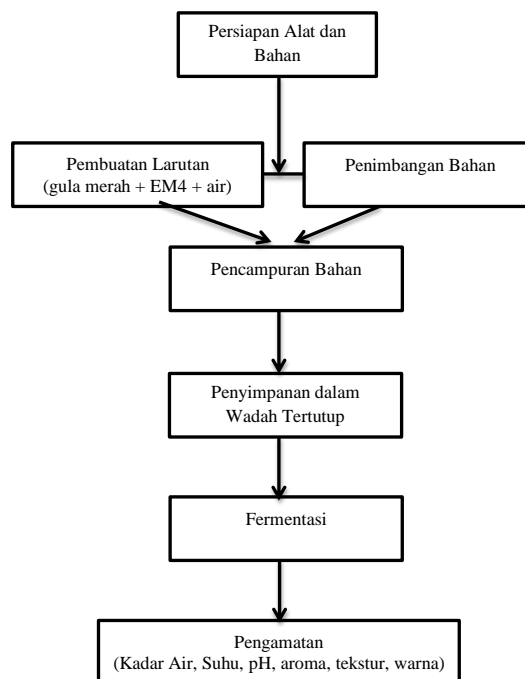 Persiapan Alat dan
Bahan
Pembuatan Larutan
(gula merah + EM4 + air)
Penimbangan Bahan
Pencampuran Bahan
Penyimpanan dalam
Wadah Tertutup
Fermentasi
Pengamatan
(Kadar Air, Suhu, pH, aroma, tekstur, warna)